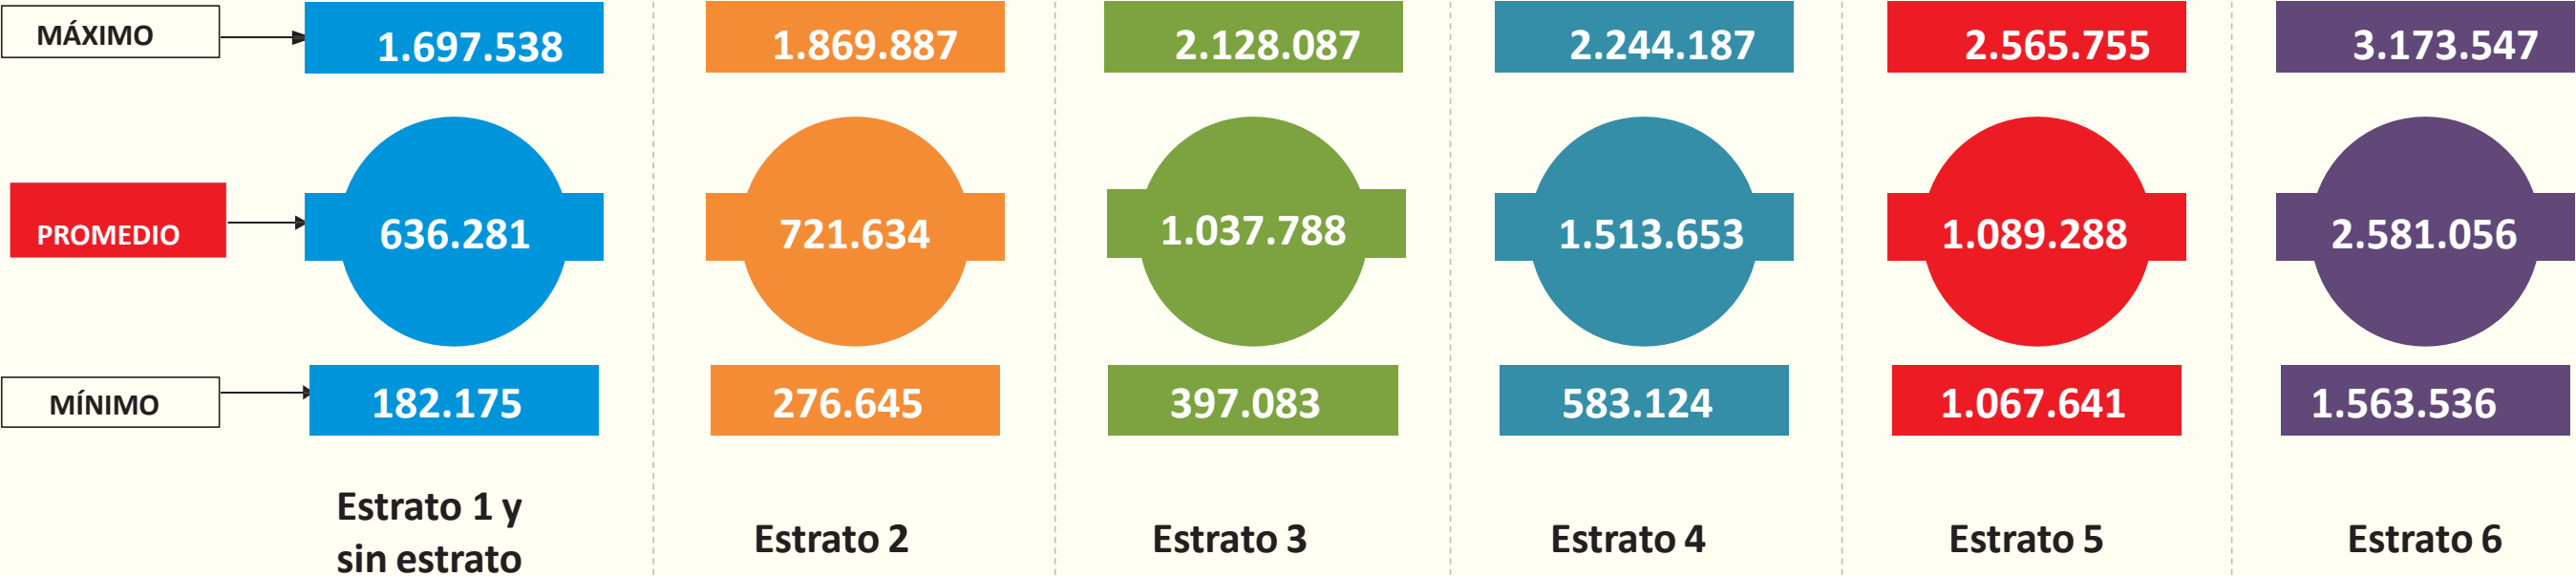 MÁXIMO 1.697.538 1.869.887 2.128.087 2.244.187 2.565.755 3.173.547
PROMEDIO 636.281 721.634 1.037.788 1.513.653 1.089.288 2.581.056
MÍNIMO 182.175 276.645 397.083 583.124 1.067.641 1.563.536
Estrato 1 y
sin estrato
Estrato 2
Estrato 3
Estrato 4
Estrato 5
Estrato 6